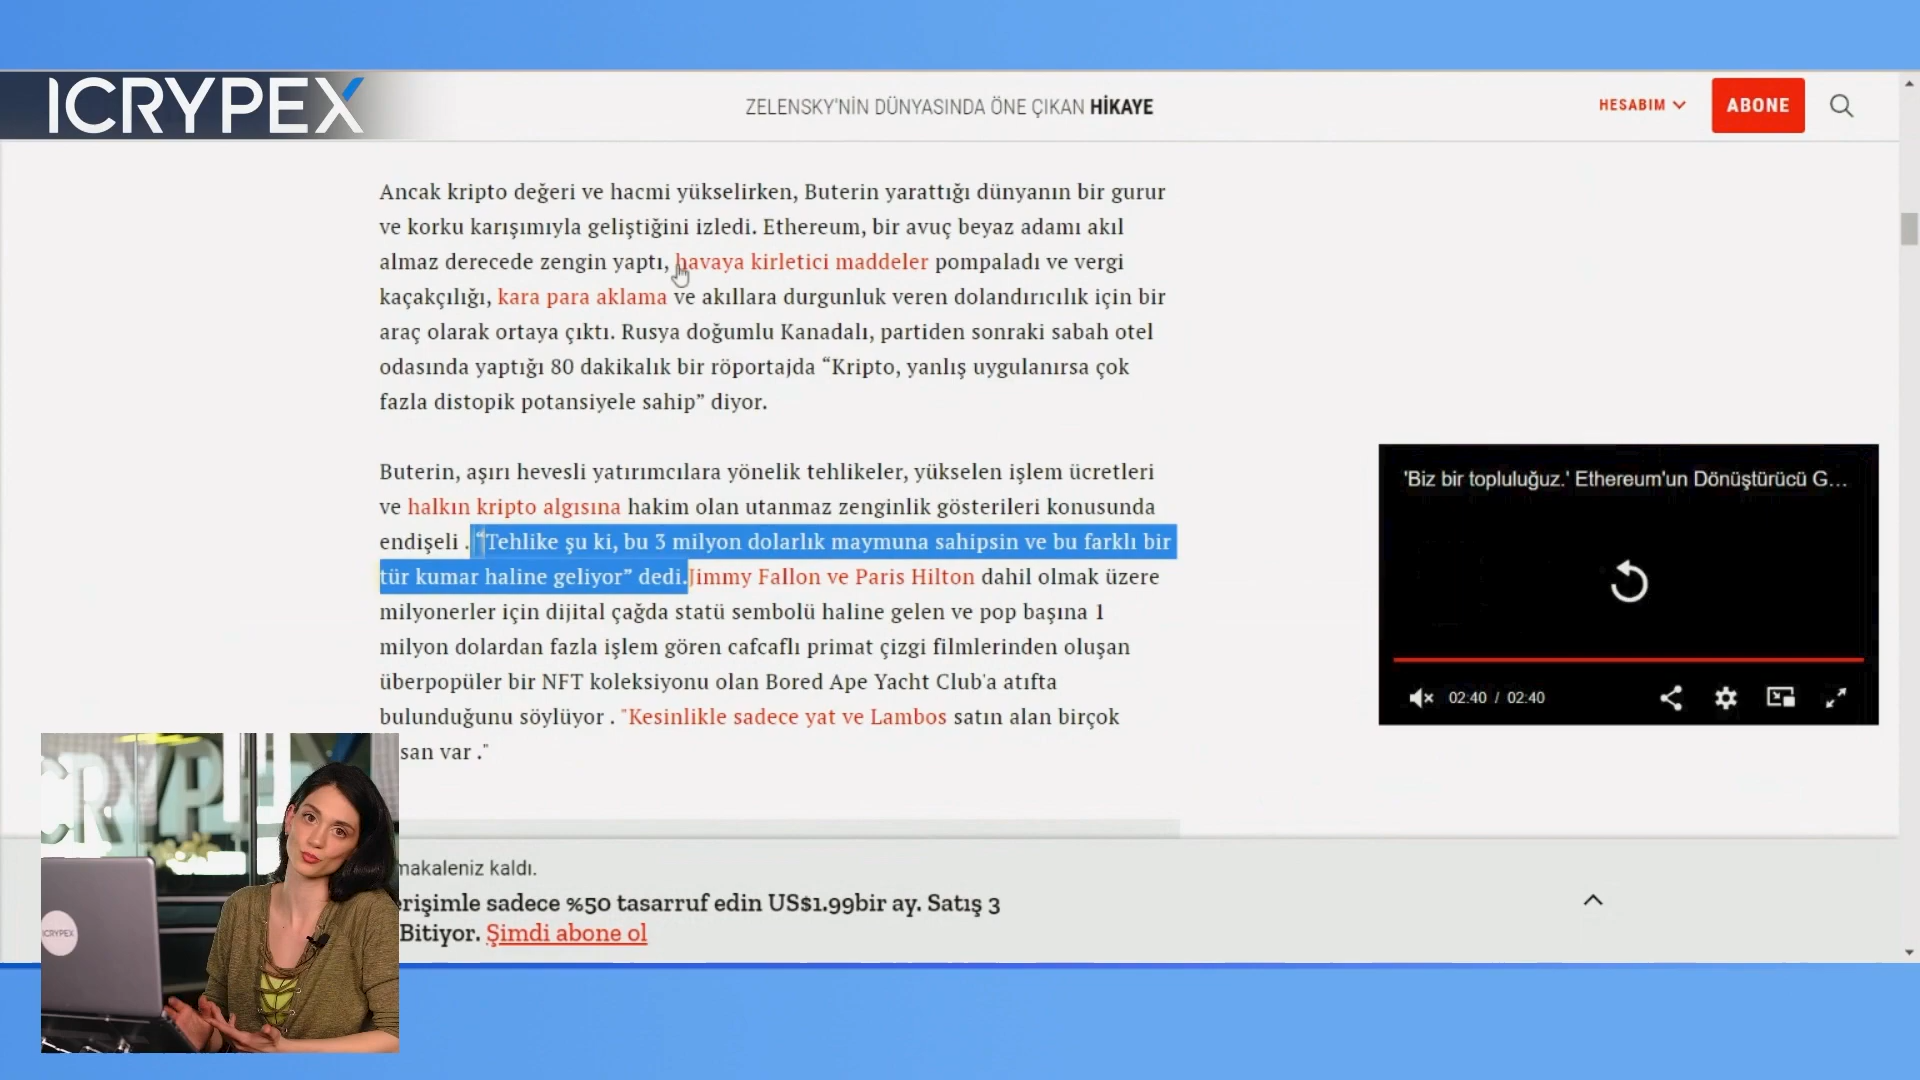 ICRYPEX
ZELENSKY'NİN DÜNYASINDA ÖNE ÇIKAN HİKAYE
HESABIM
ABONE
Ancak kripto değeri ve hacmi yükselirken, Buterin yarattığı dünyanın bir gurur
ve korku karışımıyla geliştiğini izledi. Ethereum, bir avuç beyaz adamı akıl
almaz derecede zengin yaptı, havaya kirletici maddeler pompaladı ve vergi
kaçakçılığı, kara para aklama ve akıllara durgunluk veren dolandırıcılık için bir
araç olarak ortaya çıktı. Rusya doğumlu Kanadalı, partiden sonraki sabah otel
odasında yaptığı 80 dakikalık bir röportajda “Kripto, yanlış uygulanırsa çok
fazla distopik potansiyele sahip” diyor.
Buterin, aşırı hevesli yatırımcılara yönelik tehlikeler, yükselen işlem ücretleri
ve halkın kripto algısına hakim olan utanmaz zenginlik gösterileri konusunda
endişeli . “Tehlike şu ki, bu 3 milyon dolarlık maymuna sahipsin ve bu farklı bir
tür kumar haline geliyor” dedi. Jimmy Fallon ve Paris Hilton dahil olmak üzere
milyonerler için dijital çağda statü sembolü haline gelen ve pop başına 1
milyon dolardan fazla işlem gören cafcaflı primat çizgi filmlerinden oluşan
überpopüler bir NFT koleksiyonu olan Bored Ape Yacht Club'a atıfta
bulunduğunu söylüyor . "Kesinlikle sadece yat ve Lambos satın alan birçok
san var ."
'Biz bir topluluğuz.' Ethereum'un Dönüştürücü G...
02:40 / 02:40
makaleniz kaldı.
erişimle sadece %50 tasarruf edin US$1.99bir ay. Satış 3
Bitiyor. Şimdi abone ol
CRYPEX
ICRYPEX